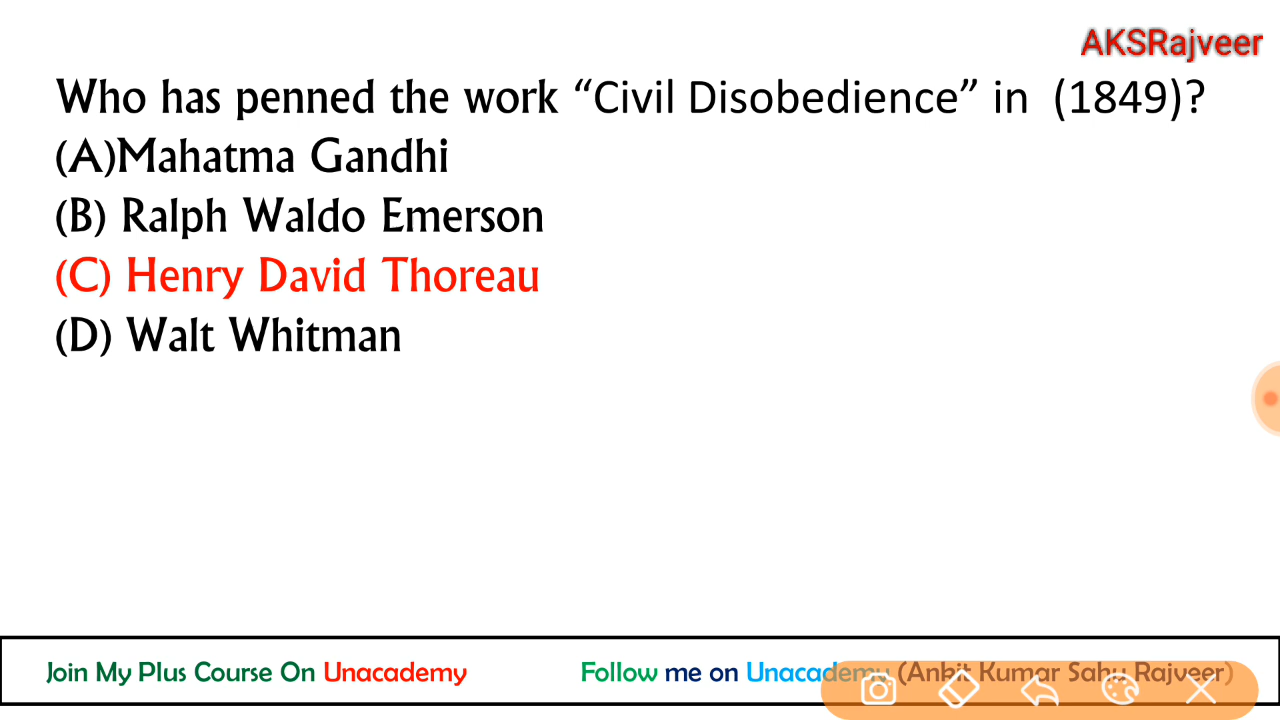 AKSRajveer
Who has penned the work “Civil Disobedience” in (1849)?
(A)Mahatma Gandhi
(B) Ralph Waldo Emerson
(C) Henry David Thoreau
(D) Walt Whitman
Join My Plus Course On Unacademy
Follow me on Unacademy (Ankit Kumar Sahu Rajveer)